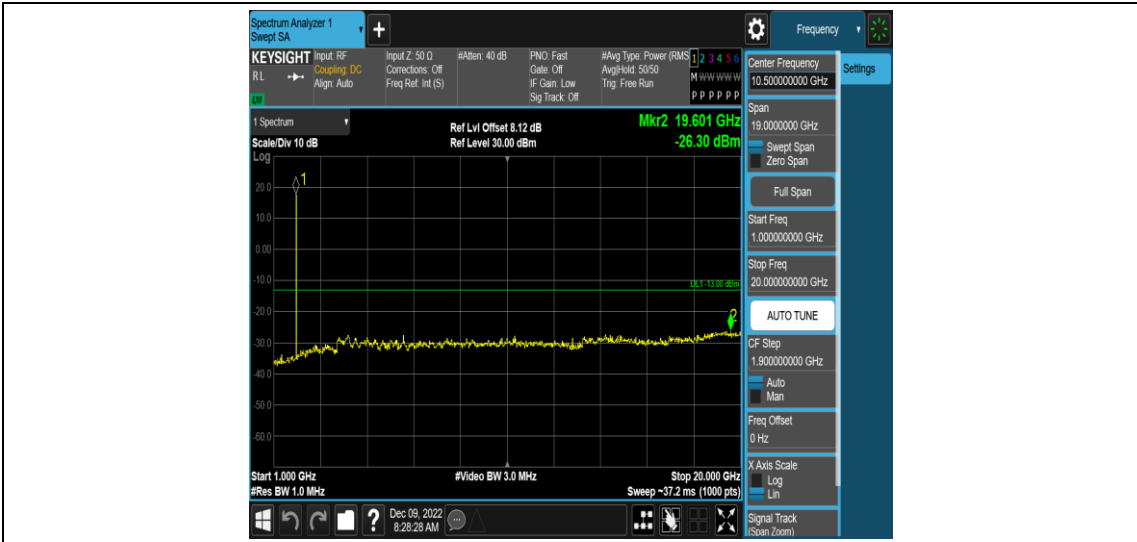 Spectrum Analyzer 1
Swept SA
+
Frequency
KEYSIGHT Input: RF Input Z: 50 Ω #Atten: 40 dB PNO: Fast #Avg Type: Power (RMS 1 2 3 4 5 6
RL Coupling: DC Corrections: Off Gate: Off Avg|Hold: 50/50 M W W W W W
Align: Auto Freq Ref: Int (S) IF Gain: Low Trig: Free Run
Sig Track: Off P P P P P P
1 Spectrum
Ref Lvl Offset 8.12 dB
Mkr2 19.601 GHz
Scale/Div 10 dB
Ref Level 30.00 dBm
-26.30 dBm
Log
1
20.0
10.0
0.00
-10.0
DL1 -13.00 dBm
-20.0
2
-30.0
-40.0
-50.0
-60.0
Start 1.000 GHz
#Video BW 3.0 MHz
Stop 20.000 GHz
#Res BW 1.0 MHz
Sweep ~37.2 ms (1000 pts)
Center Frequency
10.500000000 GHz
Settings
Span
19.0000000 GHz
Swept Span
Zero Span
Full Span
Start Freq
1.000000000 GHz
Stop Freq
20.000000000 GHz
AUTO TUNE
CF Step
1.900000000 GHz
Auto
Man
Freq Offset
0 Hz
X Axis Scale
Log
Lin
Signal Track
(Span Zoom)
?
Dec 09, 2022
8:28:28 AM